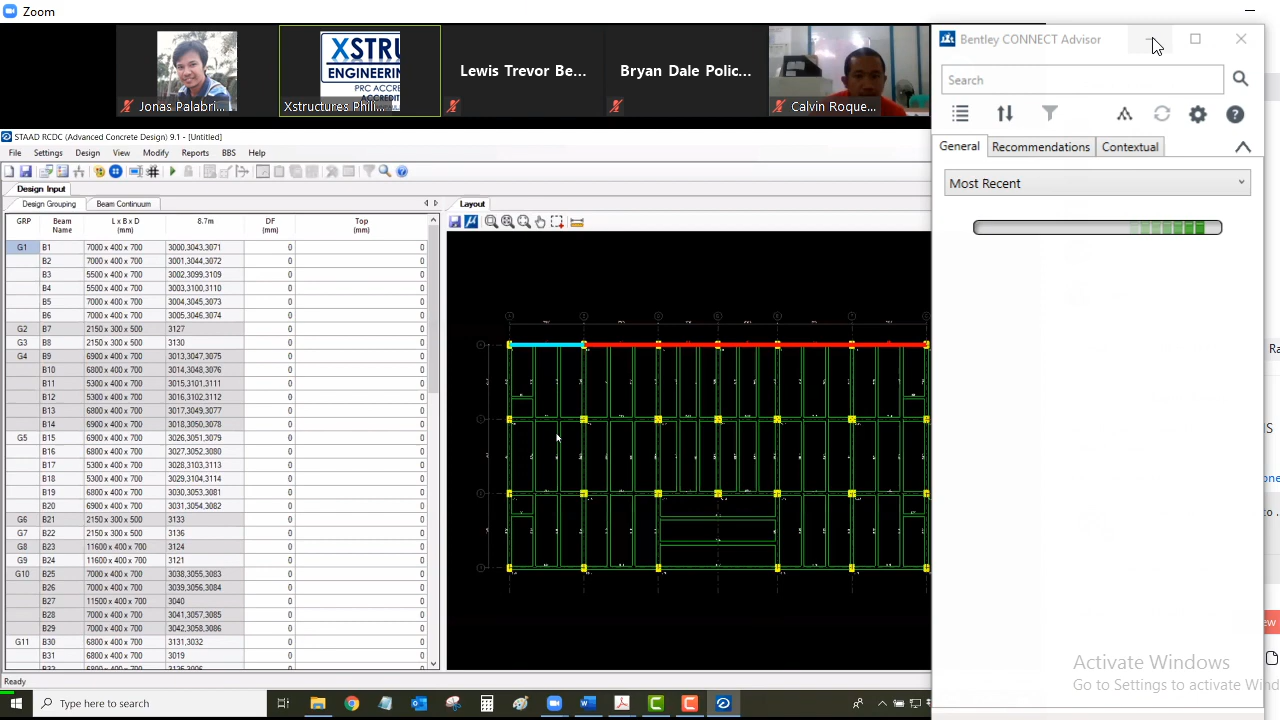 Zoom
XSTRU
ENGINEERIN
PRC ACCRE
ACCREDIT
Jonas Palabri...
Xstructures Phili...
Lewis Trevor Be...
Bryan Dale Polic...
Calvin Roque...
Bentley CONNECT Advisor
Search
General
Recommendations
Contextual
Most Recent
STAAD RCDC (Advanced Concrete Design) 9.1 - [Untitled]
File Settings Design View Modify Reports BBS Help
Design Input
Design Grouping Beam Continuum
Layout
GRP Beam Name L x B x D (mm) 8.7m DF (mm) Top (mm)
G1 B1 7000 x 400 x 700 3000,3043,3071 0 0
B2 7000 x 400 x 700 3001,3044,3072 0 0
B3 5500 x 400 x 700 3002,3099,3109 0 0
B4 5500 x 400 x 700 3003,3100,3110 0 0
B5 7000 x 400 x 700 3004,3045,3073 0 0
B6 7000 x 400 x 700 3005,3046,3074 0 0
G2 B7 2150 x 300 x 500 3127 0 0
G3 B8 2150 x 300 x 500 3130 0 0
G4 B9 6900 x 400 x 700 3013,3047,3075 0 0
B10 6800 x 400 x 700 3014,3048,3076 0 0
B11 5300 x 400 x 700 3015,3101,3111 0 0
B12 5300 x 400 x 700 3016,3102,3112 0 0
B13 6800 x 400 x 700 3017,3049,3077 0 0
B14 6900 x 400 x 700 3018,3050,3078 0 0
G5 B15 6900 x 400 x 700 3026,3051,3079 0 0
B16 6800 x 400 x 700 3027,3052,3080 0 0
B17 5300 x 400 x 700 3028,3103,3113 0 0
B18 5300 x 400 x 700 3029,3104,3114 0 0
B19 6800 x 400 x 700 3030,3053,3081 0 0
B20 6900 x 400 x 700 3031,3054,3082 0 0
G6 B21 2150 x 300 x 500 3133 0 0
G7 B22 2150 x 300 x 500 3136 0 0
G8 B23 11600 x 400 x 700 3124 0 0
G9 B24 11600 x 400 x 700 3121 0 0
G10 B25 7000 x 400 x 700 3038,3055,3083 0 0
B26 7000 x 400 x 700 3039,3056,3084 0 0
B27 11500 x 400 x 700 3040 0 0
B28 7000 x 400 x 700 3041,3057,3085 0 0
B29 7000 x 400 x 700 3042,3058,3086 0 0
G11 B30 6800 x 400 x 700 3131,3032 0 0
B31 6800 x 400 x 700 3019 0 0
Ready
Activate Windows
Go to Settings to activate Wind
Type here to search